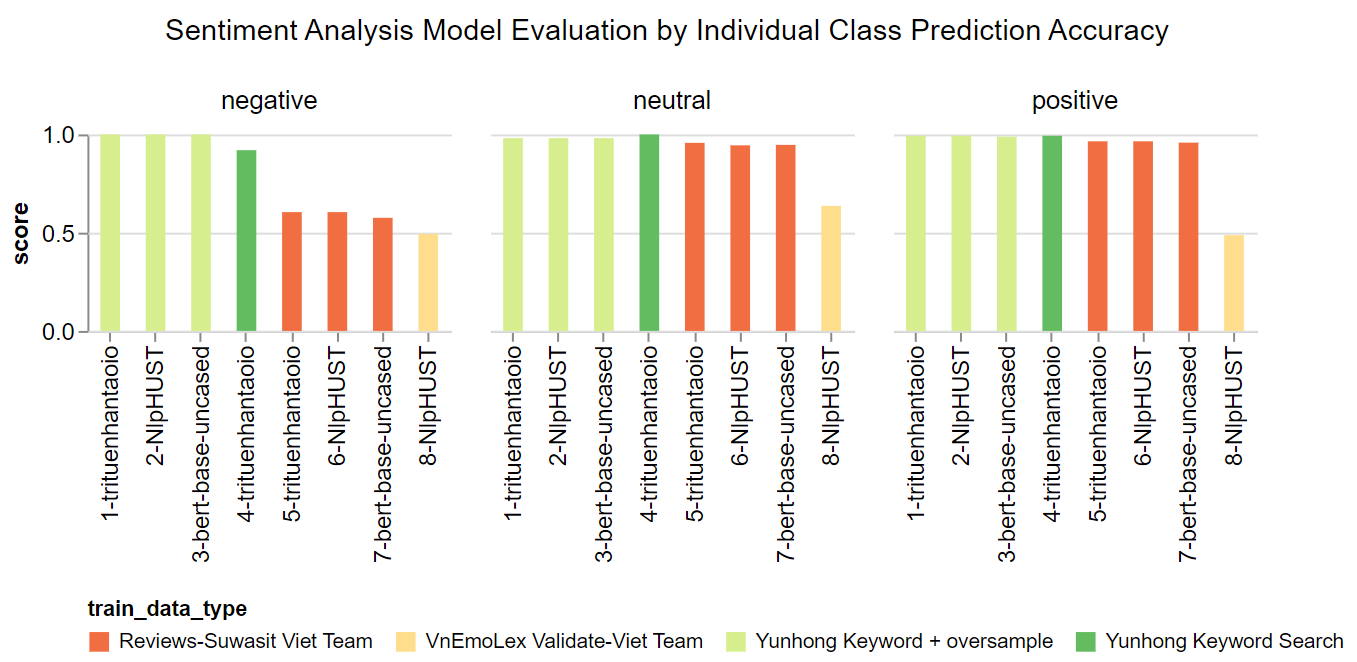 Sentiment Analysis Model Evaluation by Individual Class Prediction Accuracy
negative neutral positive
score
1.0
0.5
0.0
1-trituenhantaoio 2-NlpHUST 3-bert-base-uncased 4-trituenhantaoio 5-trituenhantaoio 6-NlpHUST 7-bert-base-uncased 8-NlpHUST
1-trituenhantaoio 2-NlpHUST 3-bert-base-uncased 4-trituenhantaoio 5-trituenhantaoio 6-NlpHUST 7-bert-base-uncased 8-NlpHUST
1-trituenhantaoio 2-NlpHUST 3-bert-base-uncased 4-trituenhantaoio 5-trituenhantaoio 6-NlpHUST 7-bert-base-uncased 8-NlpHUST
train_data_type
Reviews-Suwasit Viet Team VnEmoLex Validate-Viet Team Yunhong Keyword + oversample Yunhong Keyword Search